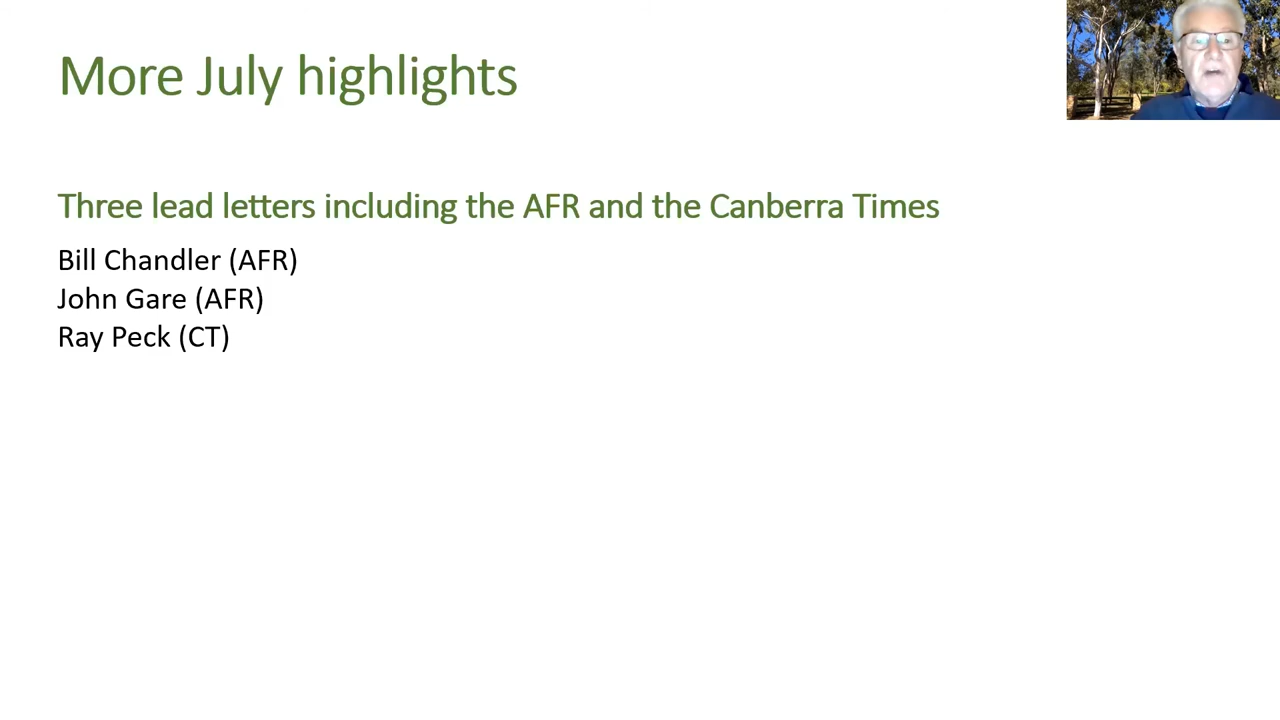 More July highlights
Three lead letters including the AFR and the Canberra Times
Bill Chandler (AFR)
John Gare (AFR)
Ray Peck (CT)